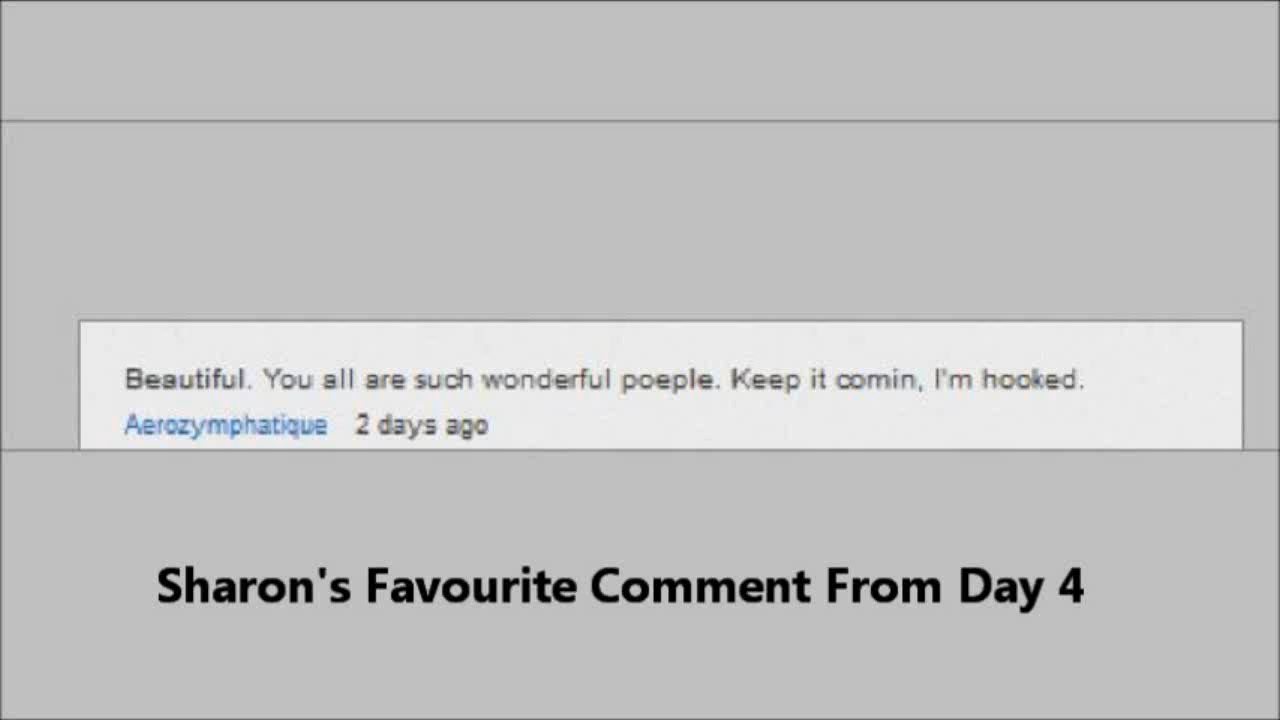 Beautiful. You all are such wonderful poeple. Keep it comin, I'm hooked.
Aerozymphatique 2 days ago
Sharon's Favourite Comment From Day 4